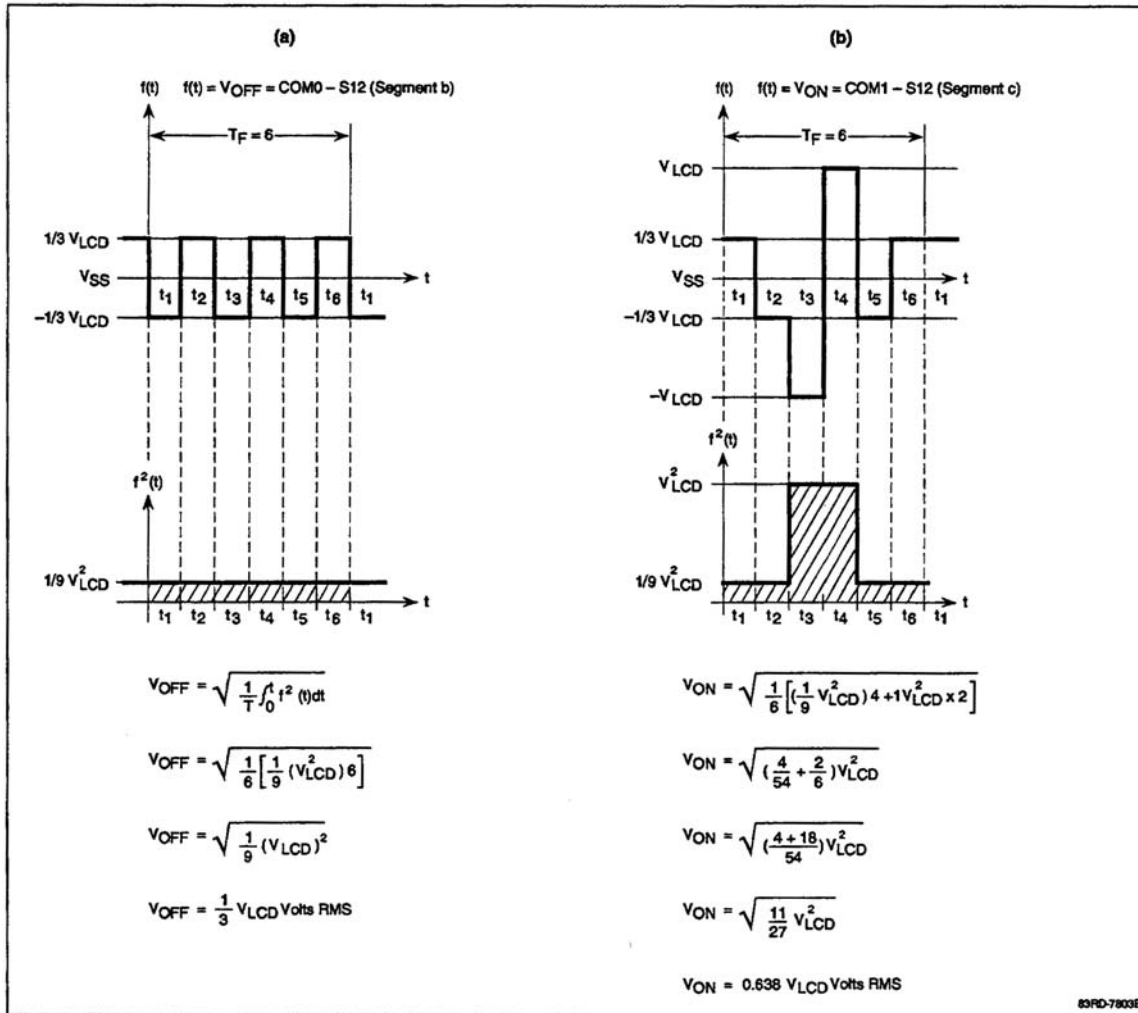 (a)
f(t) f(t) = VOFF = COM0 – S12 (Segment b)
TF = 6
1/3 VLCD
VSS
t
t1 t2 t3 t4 t5 t6 t1
–1/3 VLCD
f²(t)
1/9 V²LCD
t
t1 t2 t3 t4 t5 t6 t1
VOFF = √(1/T ∫₀ᵗ f² (t)dt)
VOFF = √(1/6 [1/9 (V²LCD) 6])
VOFF = √(1/9 (VLCD)²)
VOFF = 1/3 VLCD Volts RMS
(b)
f(t) f(t) = VON = COM1 – S12 (Segment c)
TF = 6
VLCD
1/3 VLCD
VSS
t
t1 t2 t3 t4 t5 t6 t1
–1/3 VLCD
–VLCD
f²(t)
V²LCD
1/9 V²LCD
t
t1 t2 t3 t4 t5 t6 t1
VON = √(1/6 [(1/9 V²LCD) 4 + 1V²LCD x 2])
VON = √((4/54 + 2/6) V²LCD)
VON = √((4 + 18)/54) V²LCD
VON = √(11/27 V²LCD)
VON = 0.638 VLCD Volts RMS
83RD-7803B